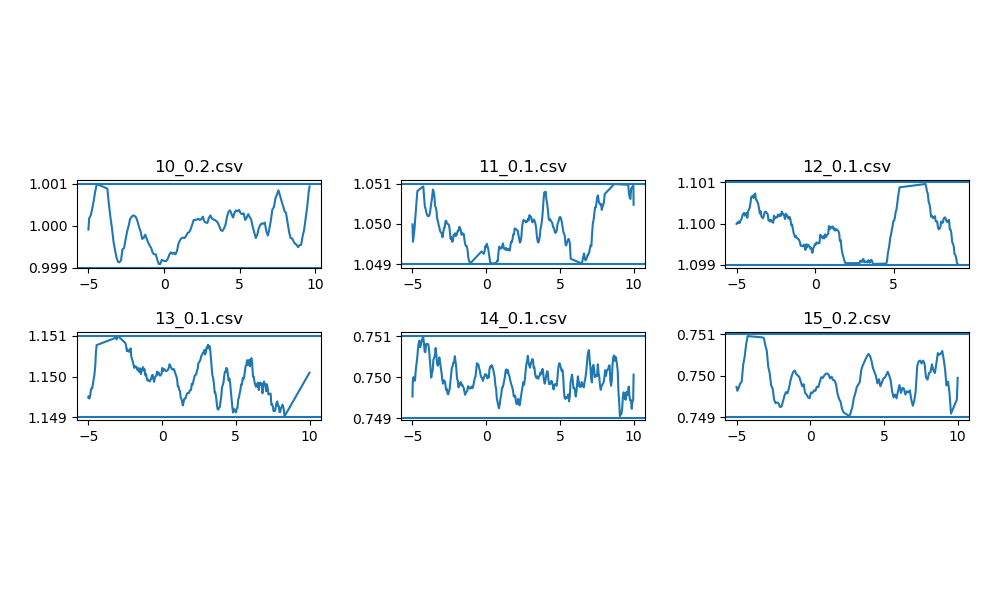 10_0.2.csv 11_0.1.csv 12_0.1.csv
1.001 1.051 1.101
1.000 1.050 1.100
0.999 1.049 1.099
−5 0 5 10 −5 0 5 10 −5 0 5
13_0.1.csv 14_0.1.csv 15_0.2.csv
1.151 0.751 0.751
1.150 0.750 0.750
1.149 0.749 0.749
−5 0 5 10 −5 0 5 10 −5 0 5 10